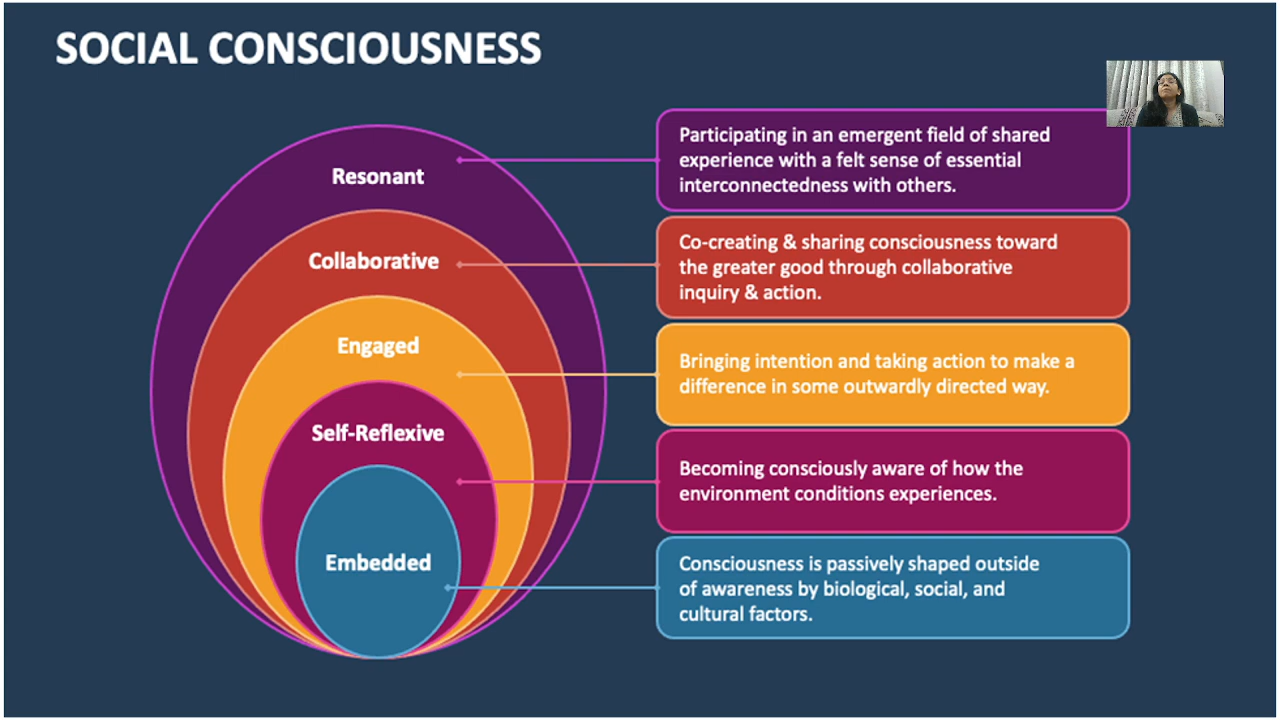 SOCIAL CONSCIOUSNESS
Resonant
Participating in an emergent field of shared
experience with a felt sense of essential
interconnectedness with others.
Collaborative
Co-creating & sharing consciousness toward
the greater good through collaborative
inquiry & action.
Engaged
Bringing intention and taking action to make a
difference in some outwardly directed way.
Self-Reflexive
Becoming consciously aware of how the
environment conditions experiences.
Embedded
Consciousness is passively shaped outside
of awareness by biological, social, and
cultural factors.